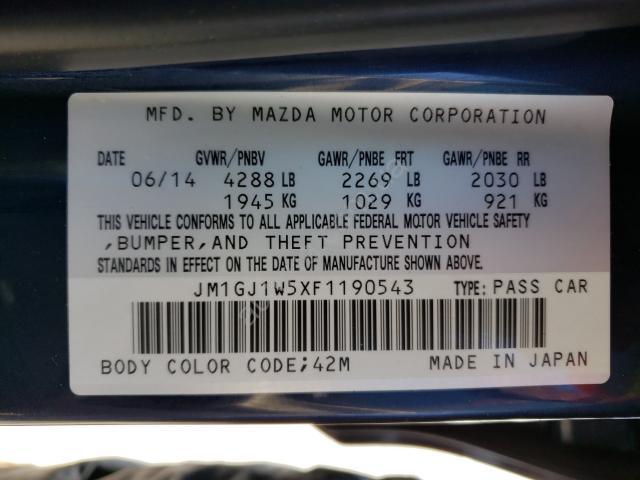 MFD. BY MAZDA MOTOR CORPORATION
DATE GVWR/PNBV GAWR/PNBE FRT GAWR/PNBE RR
06/14 4288 LB 2269 LB 2030 LB
1945 KG 1029 KG 921 KG
THIS VEHICLE CONFORMS TO ALL APPLICABLE FEDERAL MOTOR VEHICLE SAFETY
,BUMPER,AND THEFT PREVENTION
STANDARDS IN EFFECT ON THE DATE OF MANUFACTURE SHOWN ABOVE.
JM1GJ1W5XF1190543 TYPE: PASS CAR
BODY COLOR CODE;42M MADE IN JAPAN